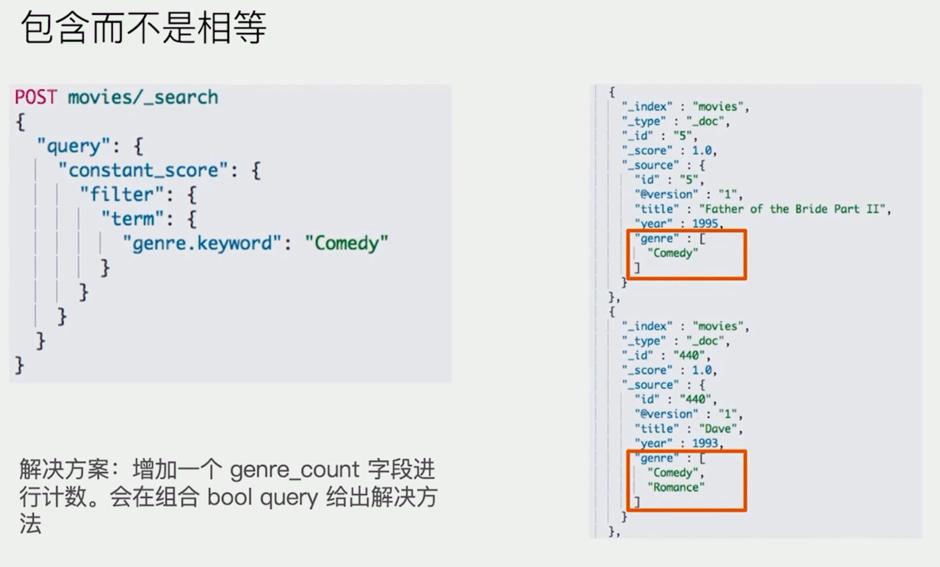 包含而不是相等
POST movies/_search
{
"query": {
"constant_score": {
"filter": {
"term": {
"genre.keyword": "Comedy"
}
}
}
}
}
解决方案：增加一个 genre_count 字段进
行计数。会在组合 bool query 给出解决方
法
{
"_index" : "movies",
"_type" : "_doc",
"_id" : "5",
"_score" : 1.0,
"_source" : {
"id" : "5",
"@version" : "1",
"title" : "Father of the Bride Part II",
"year" : 1995,
"genre" : [
"Comedy"
]
}
},
{
"_index" : "movies",
"_type" : "_doc",
"_id" : "440",
"_score" : 1.0,
"_source" : {
"id" : "440",
"@version" : "1",
"title" : "Dave",
"year" : 1993,
"genre" : [
"Comedy",
"Romance"
]
}
},